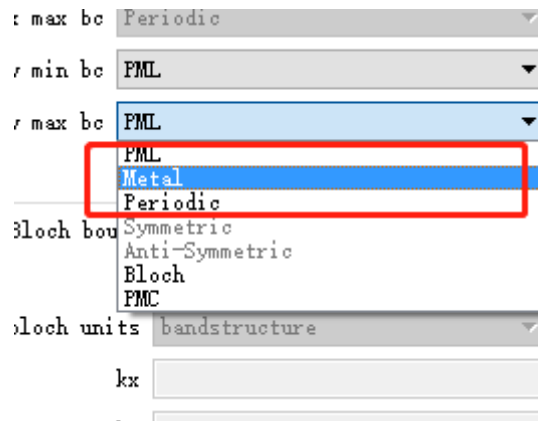 x max bc Periodic
y min bc PML
y max bc PML
PML
Metal
Periodic
Bloch bou
Symmetric
Anti-Symmetric
Bloch
PMC
bloch units bandstructure
kx